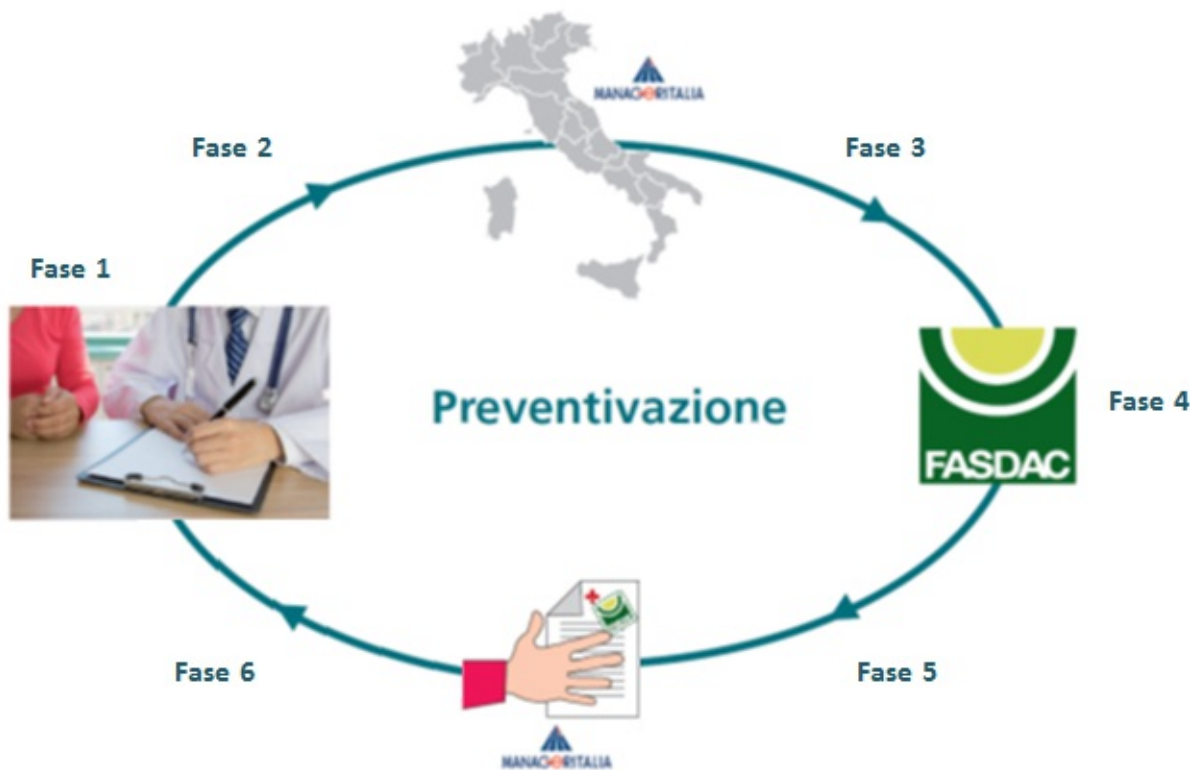 MANAGERITALIA
Fase 2
Fase 3
Fase 1
Preventivazione
Fase 4
FASDAC
Fase 6
Fase 5
MANAGERITALIA